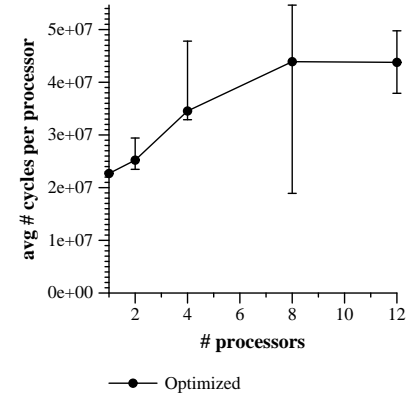 avg # cycles per processor
5e+07
4e+07
3e+07
2e+07
1e+07
0e+00
2 4 6 8 10 12
# processors
Optimized